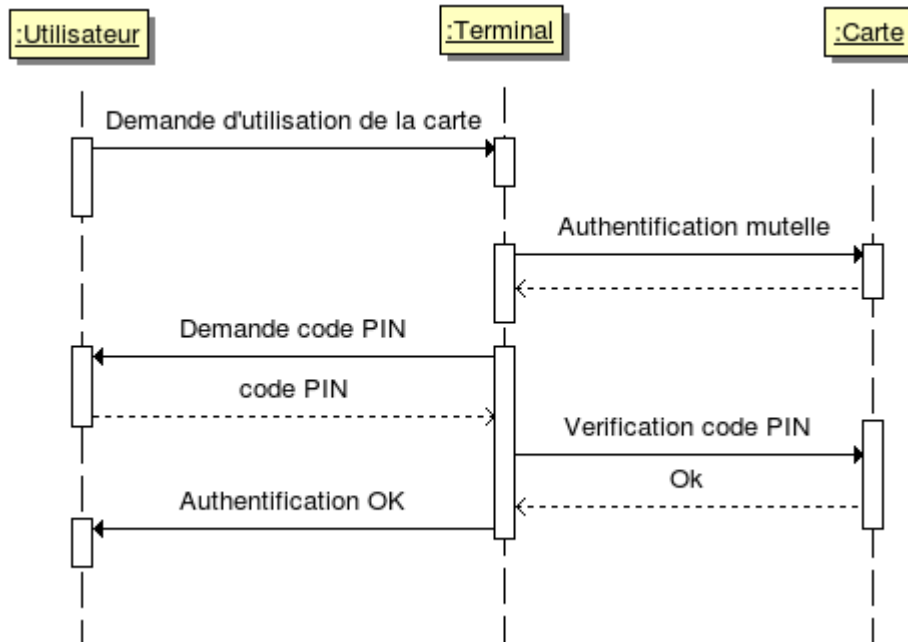 :Utilisateur
:Terminal
:Carte
Demande d'utilisation de la carte
Authentification mutelle
Demande code PIN
code PIN
Verification code PIN
Ok
Authentification OK